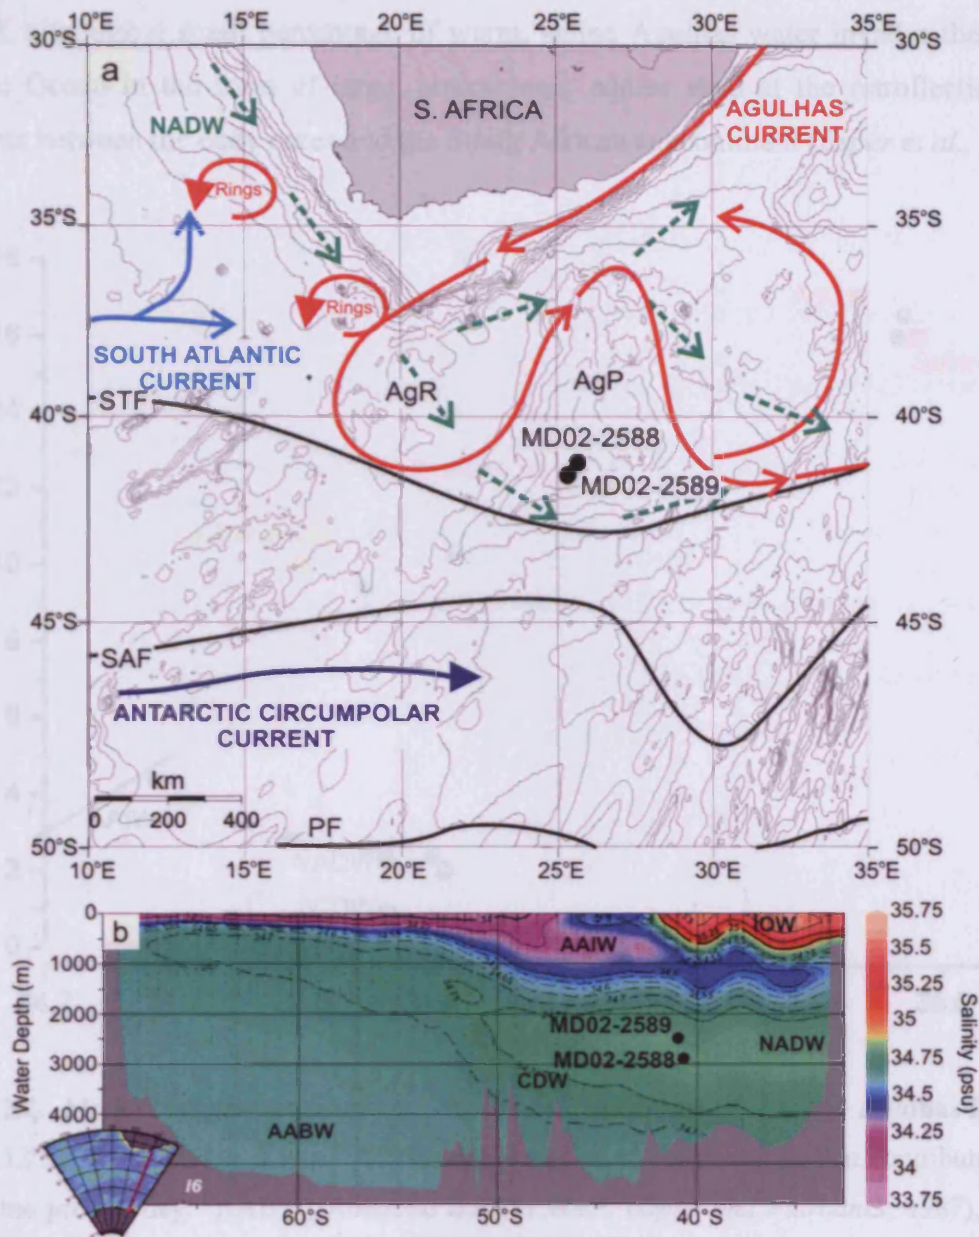 10°E 15°E 20°E 25°E 30°E 35°E
30°S 30°S
a
S. AFRICA
NADW
AGULHAS
CURRENT
Rings
35°S 35°S
Rings
SOUTH ATLANTIC
CURRENT
AgR
AgP
STF
40°S 40°S
MD02-2588
MD02-2589
45°S 45°S
SAF
ANTARCTIC CIRCUMPOLAR
CURRENT
km
0 200 400
PF
50°S 50°S
10°E 15°E 20°E 25°E 30°E 35°E
b
Water Depth (m)
0
1000
2000
3000
4000
IOW
AAIW
MD02-2589
NADW
MD02-2588
CDW
AABW
I6
60°S 50°S 40°S
Salinity (psu)
35.75
35.5
35.25
35
34.75
34.5
34.25
34
33.75